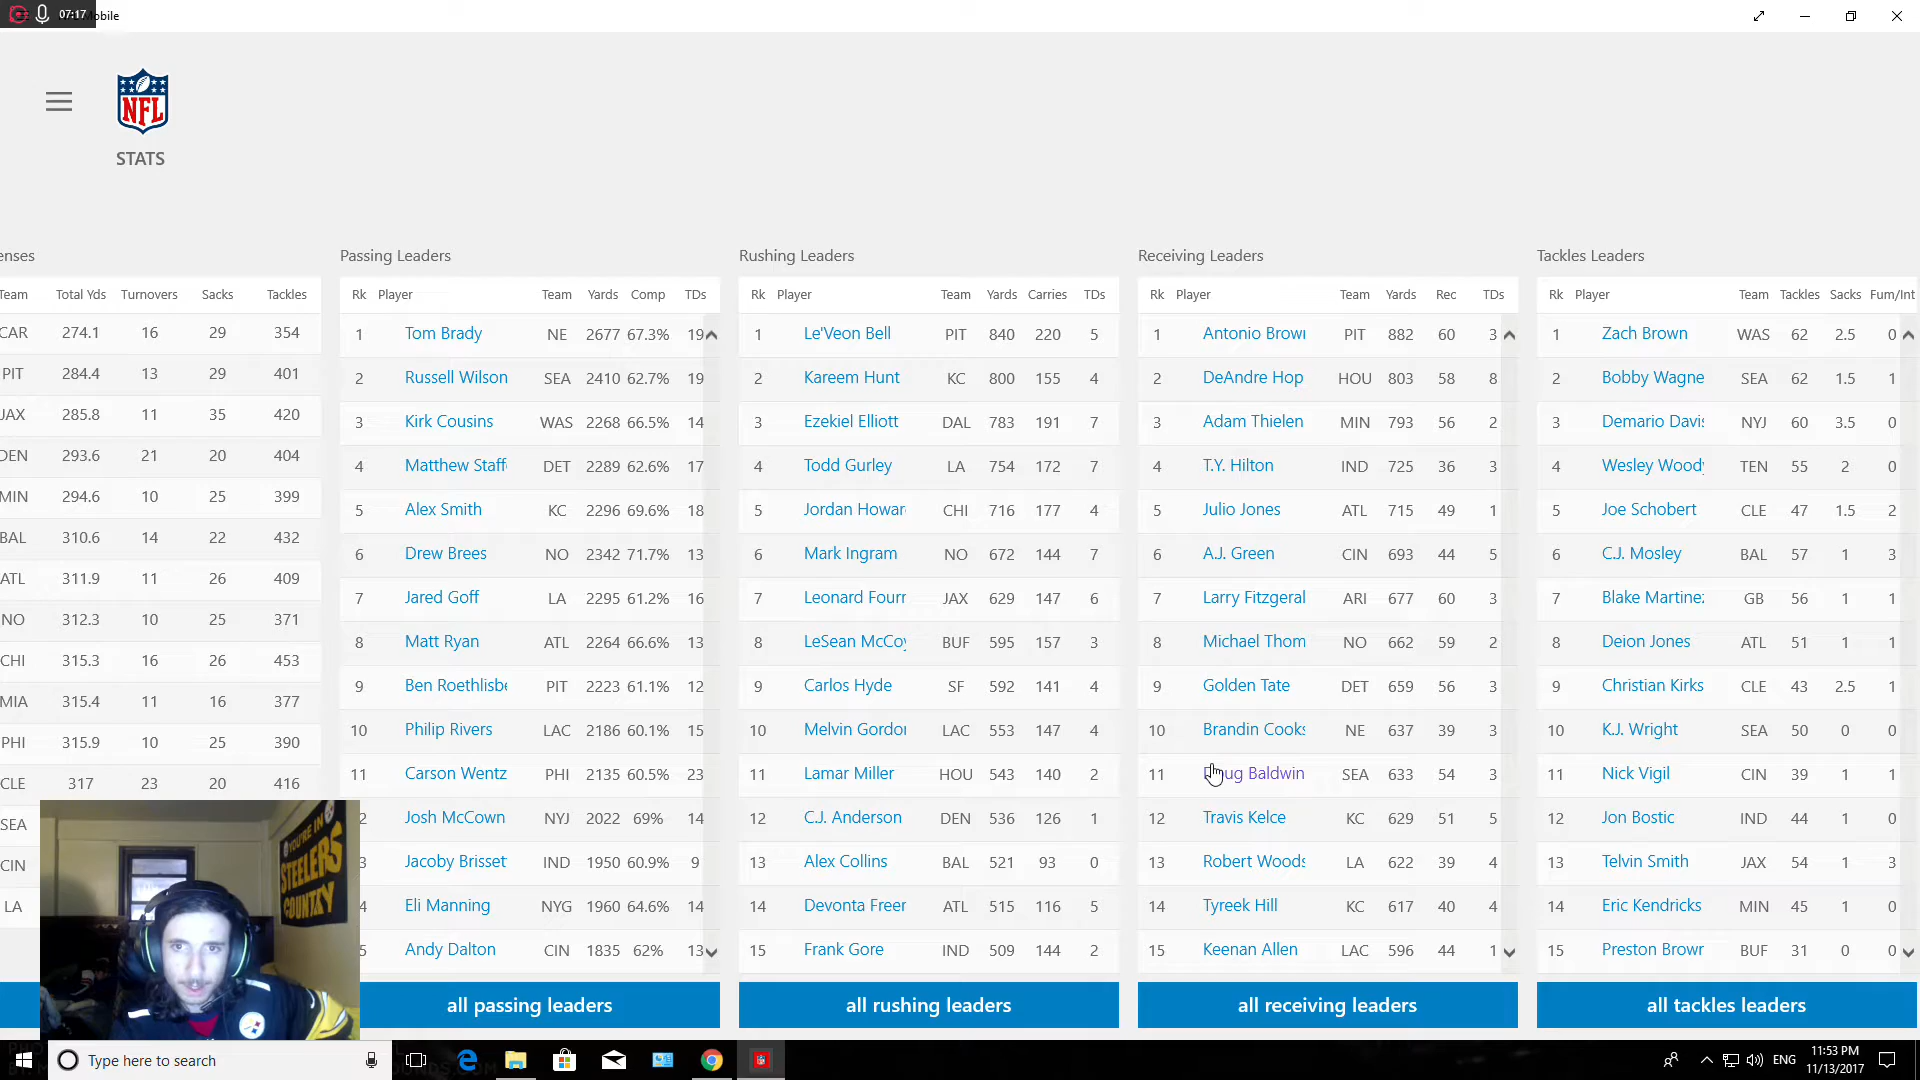 07:17 Mobile
NFL
STATS
enses
Team Total Yds Turnovers Sacks Tackles
CAR 274.1 16 29 354
PIT 284.4 13 29 401
JAX 285.8 11 35 420
DEN 293.6 21 20 404
MIN 294.6 10 25 399
BAL 310.6 14 22 432
ATL 311.9 11 26 409
NO 312.3 10 25 371
CHI 315.3 16 26 453
MIA 315.4 11 16 377
PHI 315.9 10 25 390
CLE 317 23 20 416
SEA
CIN
LA
Passing Leaders
Rk Player Team Yards Comp TDs
1 Tom Brady NE 2677 67.3% 19
2 Russell Wilson SEA 2410 62.7% 19
3 Kirk Cousins WAS 2268 66.5% 14
4 Matthew Staff DET 2289 62.6% 17
5 Alex Smith KC 2296 69.6% 18
6 Drew Brees NO 2342 71.7% 13
7 Jared Goff LA 2295 61.2% 16
8 Matt Ryan ATL 2264 66.6% 13
9 Ben Roethlisbe PIT 2223 61.1% 12
10 Philip Rivers LAC 2186 60.1% 15
11 Carson Wentz PHI 2135 60.5% 23
2 Josh McCown NYJ 2022 69% 14
3 Jacoby Brisset IND 1950 60.9% 9
4 Eli Manning NYG 1960 64.6% 14
5 Andy Dalton CIN 1835 62% 13
all passing leaders
Rushing Leaders
Rk Player Team Yards Carries TDs
1 Le'Veon Bell PIT 840 220 5
2 Kareem Hunt KC 800 155 4
3 Ezekiel Elliott DAL 783 191 7
4 Todd Gurley LA 754 172 7
5 Jordan Howar CHI 716 177 4
6 Mark Ingram NO 672 144 7
7 Leonard Fourr JAX 629 147 6
8 LeSean McCoy BUF 595 157 3
9 Carlos Hyde SF 592 141 4
10 Melvin Gordor LAC 553 147 4
11 Lamar Miller HOU 543 140 2
12 C.J. Anderson DEN 536 126 1
13 Alex Collins BAL 521 93 0
14 Devonta Freer ATL 515 116 5
15 Frank Gore IND 509 144 2
all rushing leaders
Receiving Leaders
Rk Player Team Yards Rec TDs
1 Antonio Brown PIT 882 60 3
2 DeAndre Hop HOU 803 58 8
3 Adam Thielen MIN 793 56 2
4 T.Y. Hilton IND 725 36 3
5 Julio Jones ATL 715 49 1
6 A.J. Green CIN 693 44 5
7 Larry Fitzgeral ARI 677 60 3
8 Michael Thom NO 662 59 2
9 Golden Tate DET 659 56 3
10 Brandin Cooks NE 637 39 3
11 Doug Baldwin SEA 633 54 3
12 Travis Kelce KC 629 51 5
13 Robert Woods LA 622 39 4
14 Tyreek Hill KC 617 40 4
15 Keenan Allen LAC 596 44 1
all receiving leaders
Tackles Leaders
Rk Player Team Tackles Sacks Fum/Int
1 Zach Brown WAS 62 2.5 0
2 Bobby Wagne SEA 62 1.5 1
3 Demario Davis NYJ 60 3.5 0
4 Wesley Woody TEN 55 2 0
5 Joe Schobert CLE 47 1.5 2
6 C.J. Mosley BAL 57 1 3
7 Blake Martinez GB 56 1 1
8 Deion Jones ATL 51 1 1
9 Christian Kirks CLE 43 2.5 1
10 K.J. Wright SEA 50 0 0
11 Nick Vigil CIN 39 1 1
12 Jon Bostic IND 44 1 0
13 Telvin Smith JAX 54 1 3
14 Eric Kendricks MIN 45 1 0
15 Preston Brown BUF 31 0 0
all tackles leaders
YOU'RE IN
STEELERS
COUNTRY
Type here to search
ENG
11:53 PM
11/13/2017